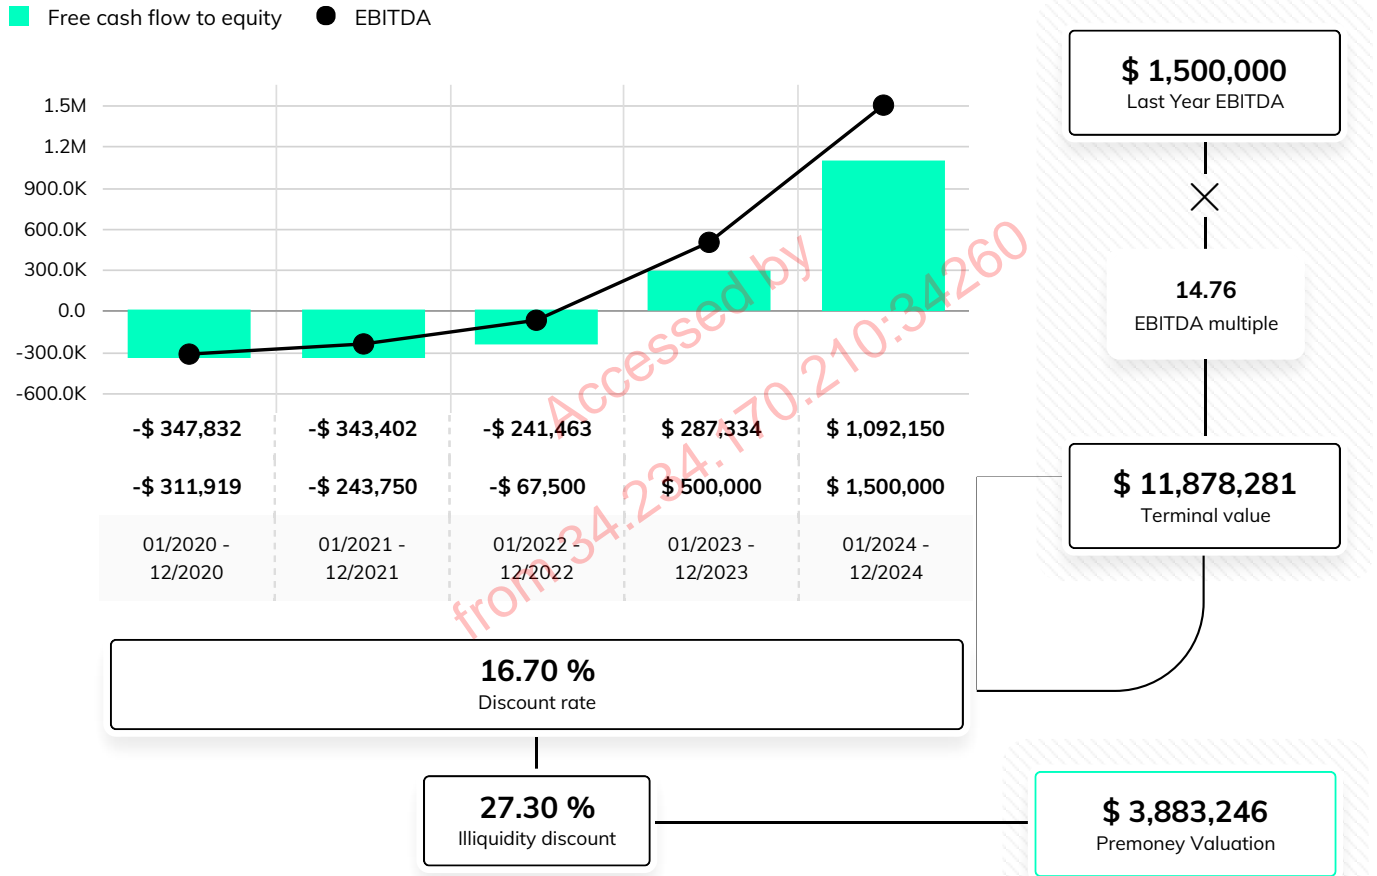 Free cash flow to equity EBITDA
1.5M
1.2M
900.0K
600.0K
300.0K
0.0
-300.0K
-600.0K
-$ 347,832 -$ 343,402 -$ 241,463 $ 287,334 $ 1,092,150
-$ 311,919 -$ 243,750 -$ 67,500 $ 500,000 $ 1,500,000
01/2020 - 01/2021 - 01/2022 - 01/2023 - 01/2024 -
12/2020 12/2021 12/2022 12/2023 12/2024
$ 1,500,000
Last Year EBITDA
14.76
EBITDA multiple
$ 11,878,281
Terminal value
16.70 %
Discount rate
27.30 %
Illiquidity discount
$ 3,883,246
Premoney Valuation
Accessed by
from 34.234.170.210:34260